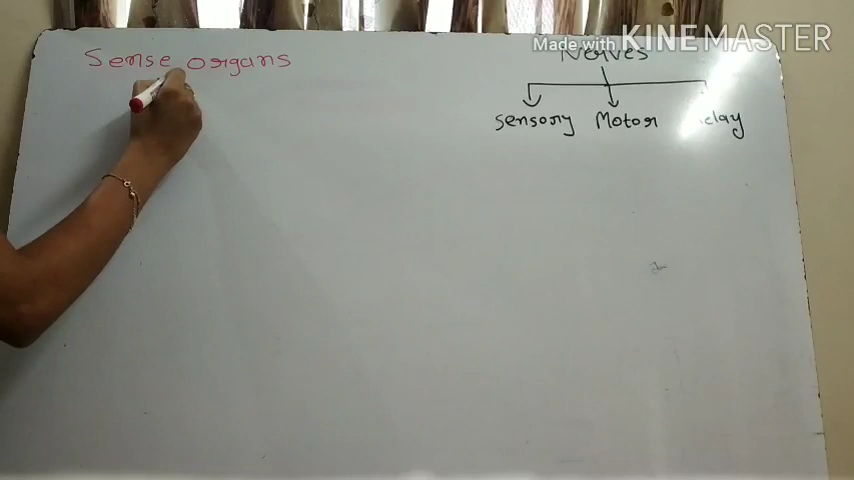 Sense organs
Made with KINEMASTER
Nerves
Sensory Motor